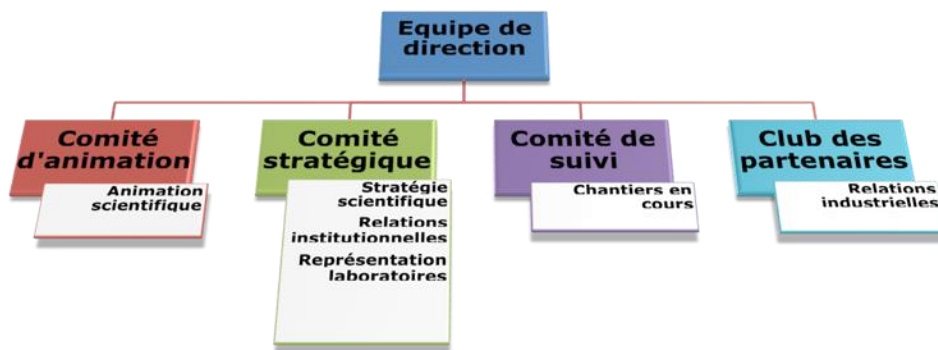 Equipe de
direction
Comité
d'animation
Animation
scientifique
Comité
stratégique
Stratégie
scientifique
Relations
institutionnelles
Représentation
laboratoires
Comité de
suivi
Chantiers en
cours
Club des
partenaires
Relations
industrielles